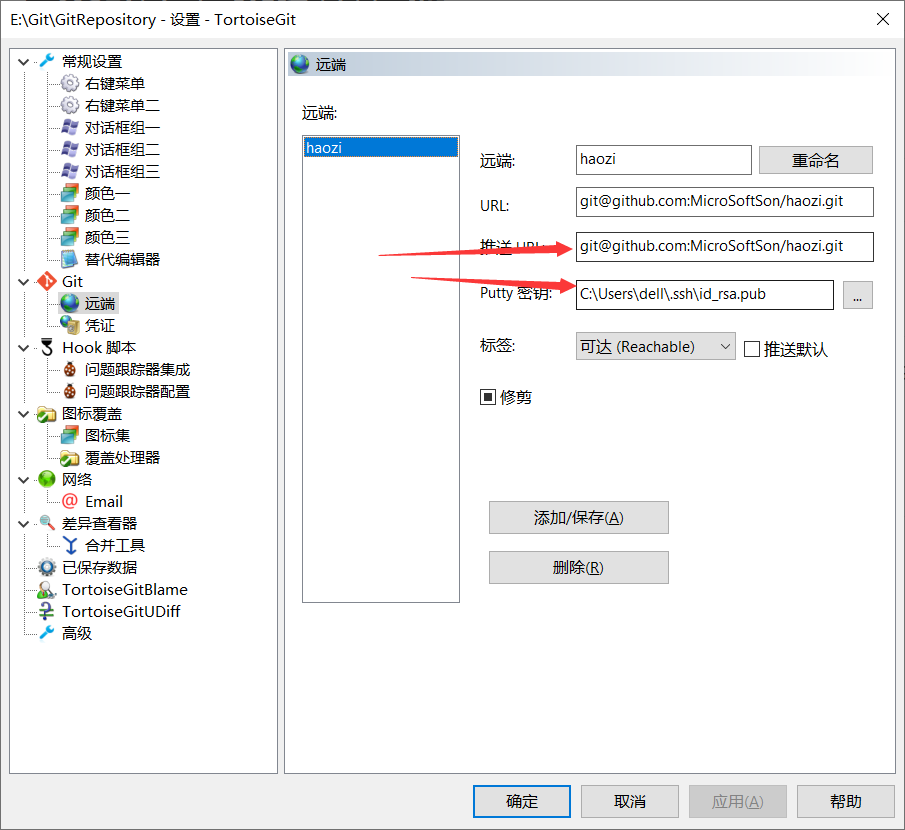 E:\Git\GitRepository - 设置 - TortoiseGit
常规设置
右键菜单
右键菜单二
对话框组一
对话框组二
对话框组三
颜色一
颜色二
颜色三
替代编辑器
Git
远端
凭证
Hook 脚本
问题跟踪器集成
问题跟踪器配置
图标覆盖
图标集
覆盖处理器
网络
Email
差异查看器
合并工具
已保存数据
TortoiseGitBlame
TortoiseGitUDiff
高级
远端
远端:
haozi
远端:
haozi
重命名
URL:
git@github.com:MicroSoftSon/haozi.git
推送 URL:
git@github.com:MicroSoftSon/haozi.git
Putty 密钥:
C:\Users\dell\.ssh\id_rsa.pub
...
标签:
可达 (Reachable)
推送默认
修剪
添加/保存(A)
删除(R)
确定
取消
应用(A)
帮助